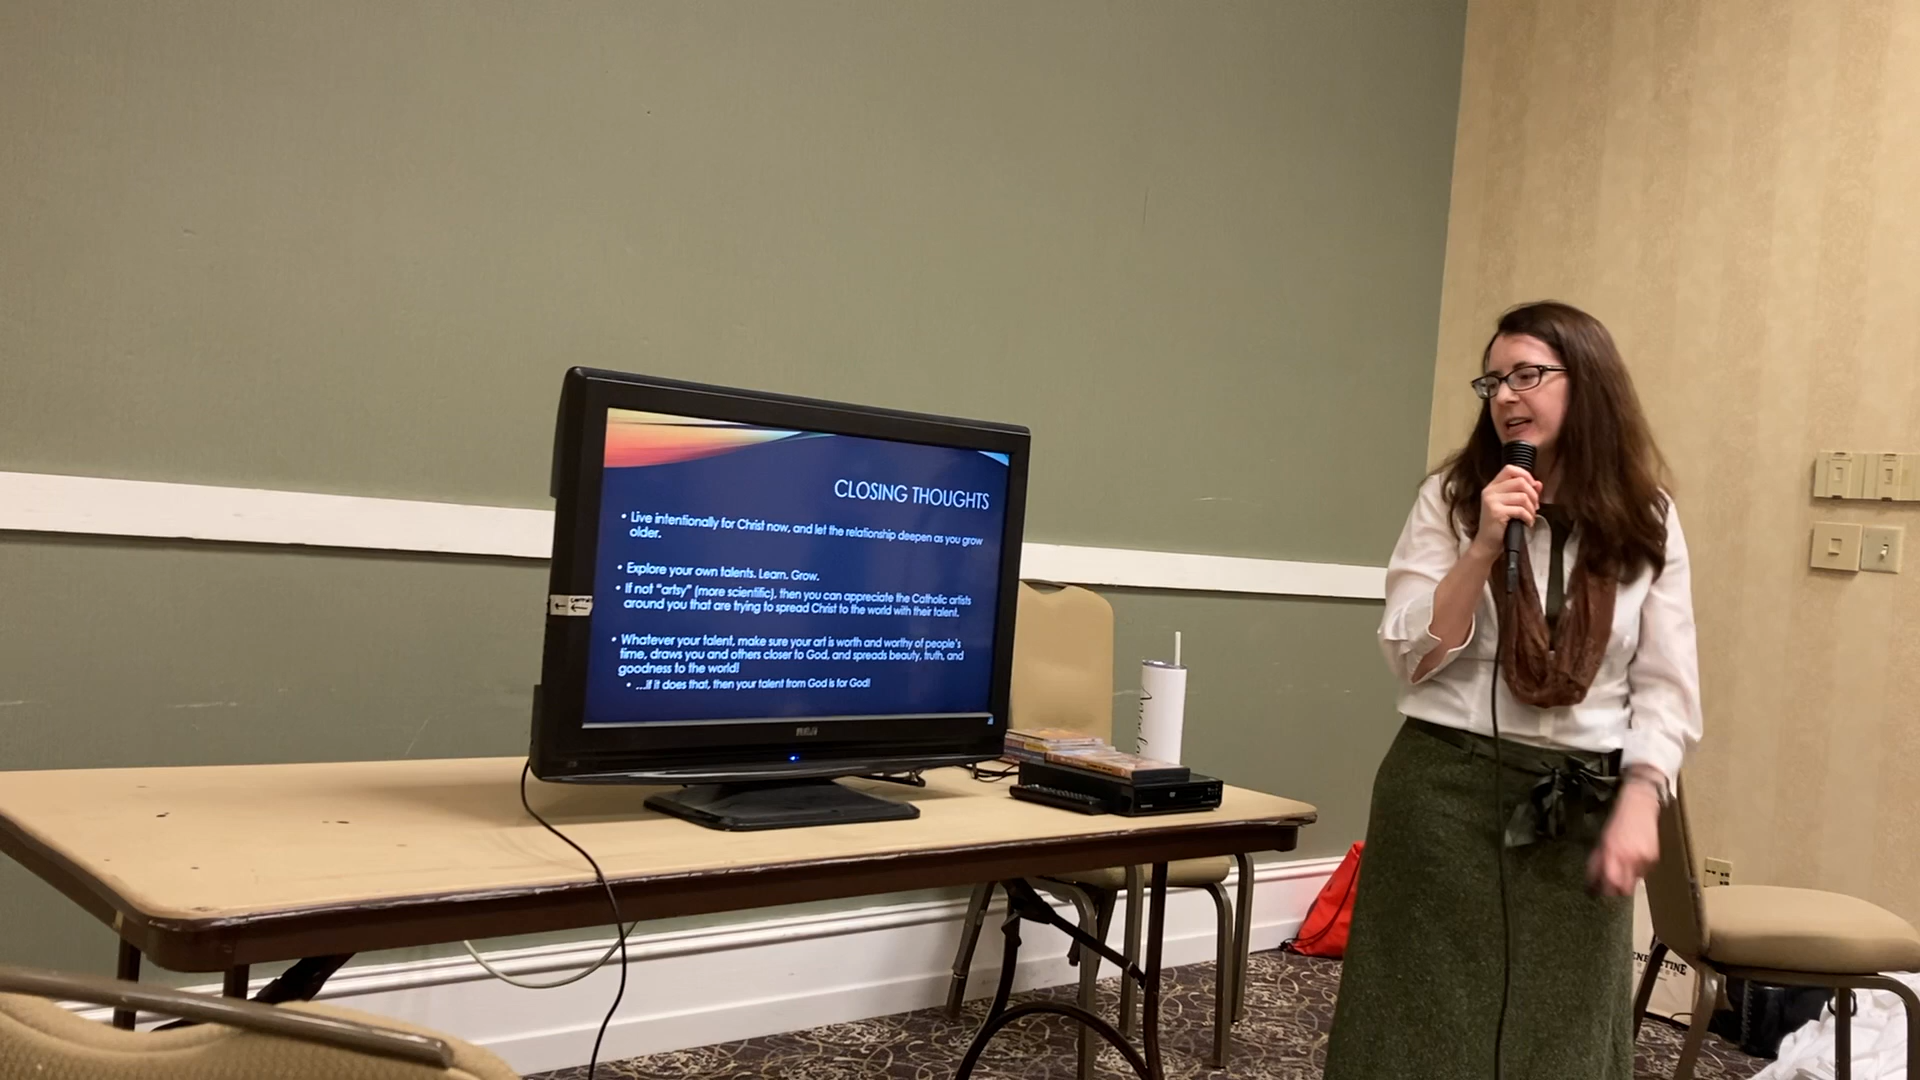 CLOSING THOUGHTS
• Live intentionally for Christ now, and let the relationship deepen as you grow
older.
• Explore your own talents. Learn. Grow.
• If not "artsy" (more scientific), then you can appreciate the Catholic artists
around you that are trying to spread Christ to the world with their talent.
• Whatever your talent, make sure your art is worth and worthy of people's
time, draws you and others closer to God, and spreads beauty, truth, and
goodness to the world!
• ...if it does that, then your talent from God is for God!
RCA
Angela